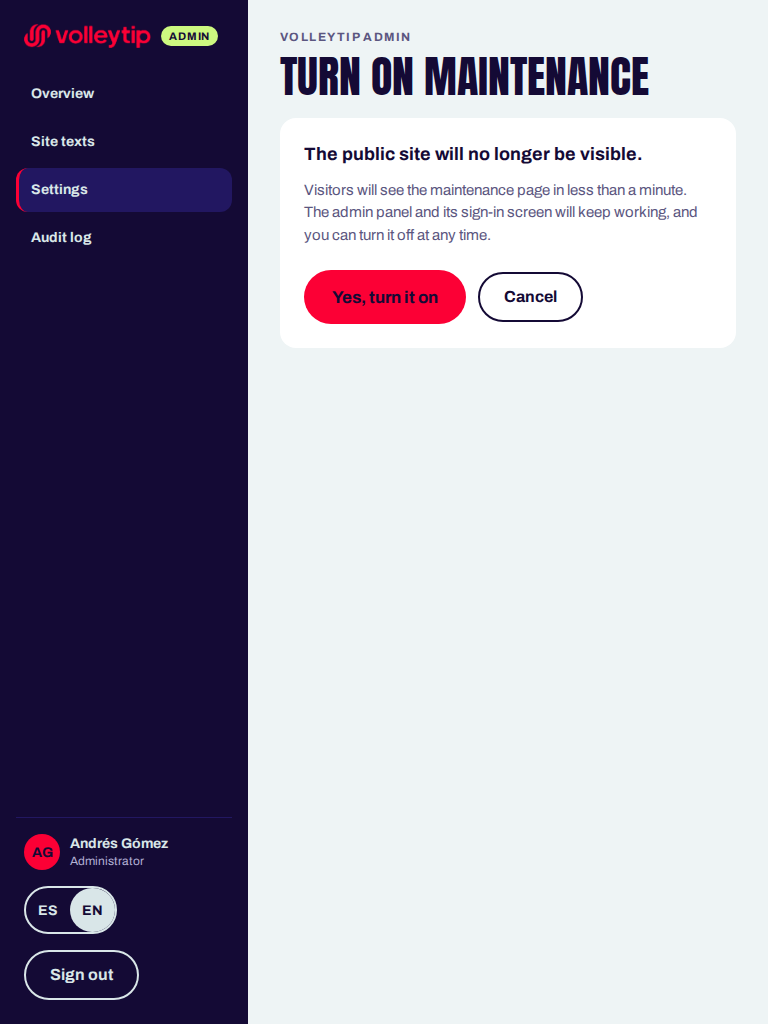 volleytip ADMIN
Overview
Site texts
Settings
Audit log
Andrés Gómez
AG
Administrator
ES EN
Sign out
VOLLEYTIP ADMIN
TURN ON MAINTENANCE
The public site will no longer be visible.
Visitors will see the maintenance page in less than a minute.
The admin panel and its sign-in screen will keep working, and
you can turn it off at any time.
Yes, turn it on
Cancel